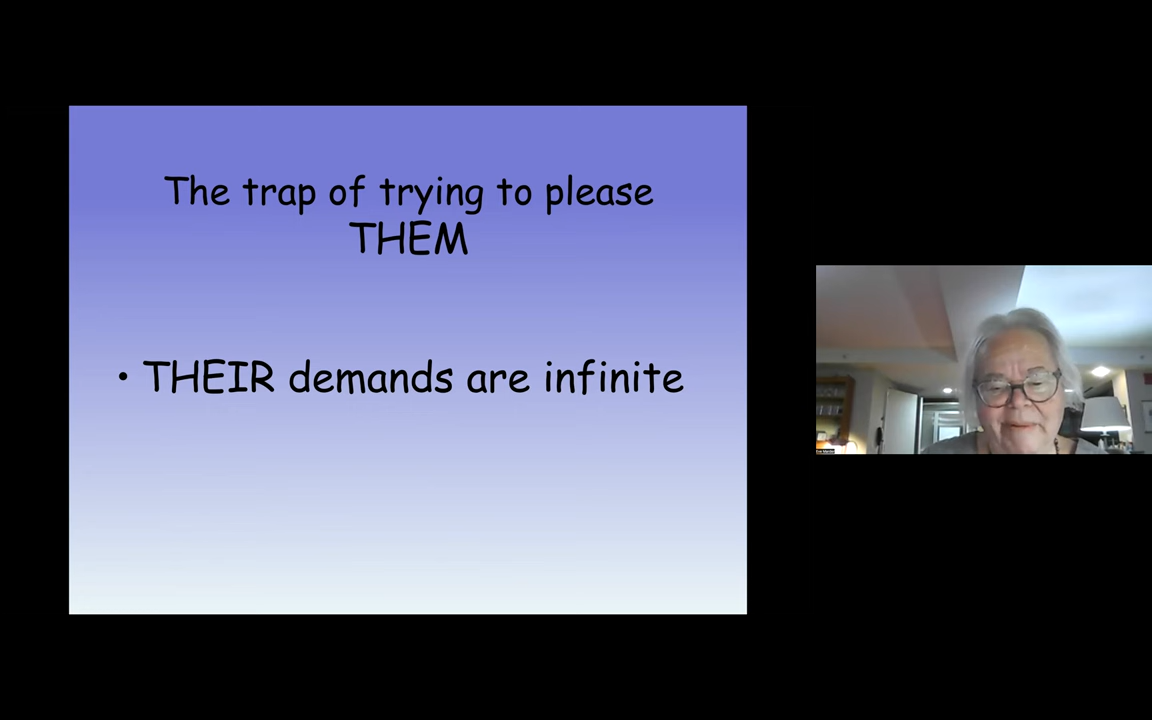 The trap of trying to please
THEM
• THEIR demands are infinite